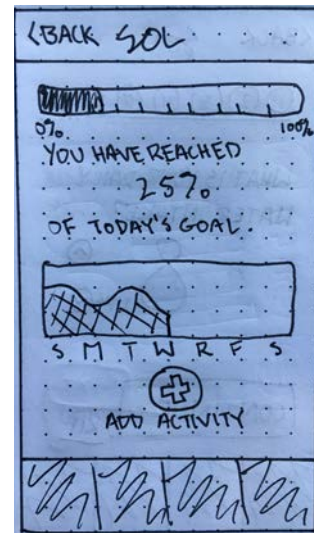 <BACK SOL
0% 100%
YOU HAVE REACHED
25%
OF TODAY'S GOAL.
S M T W R F S
ADD ACTIVITY